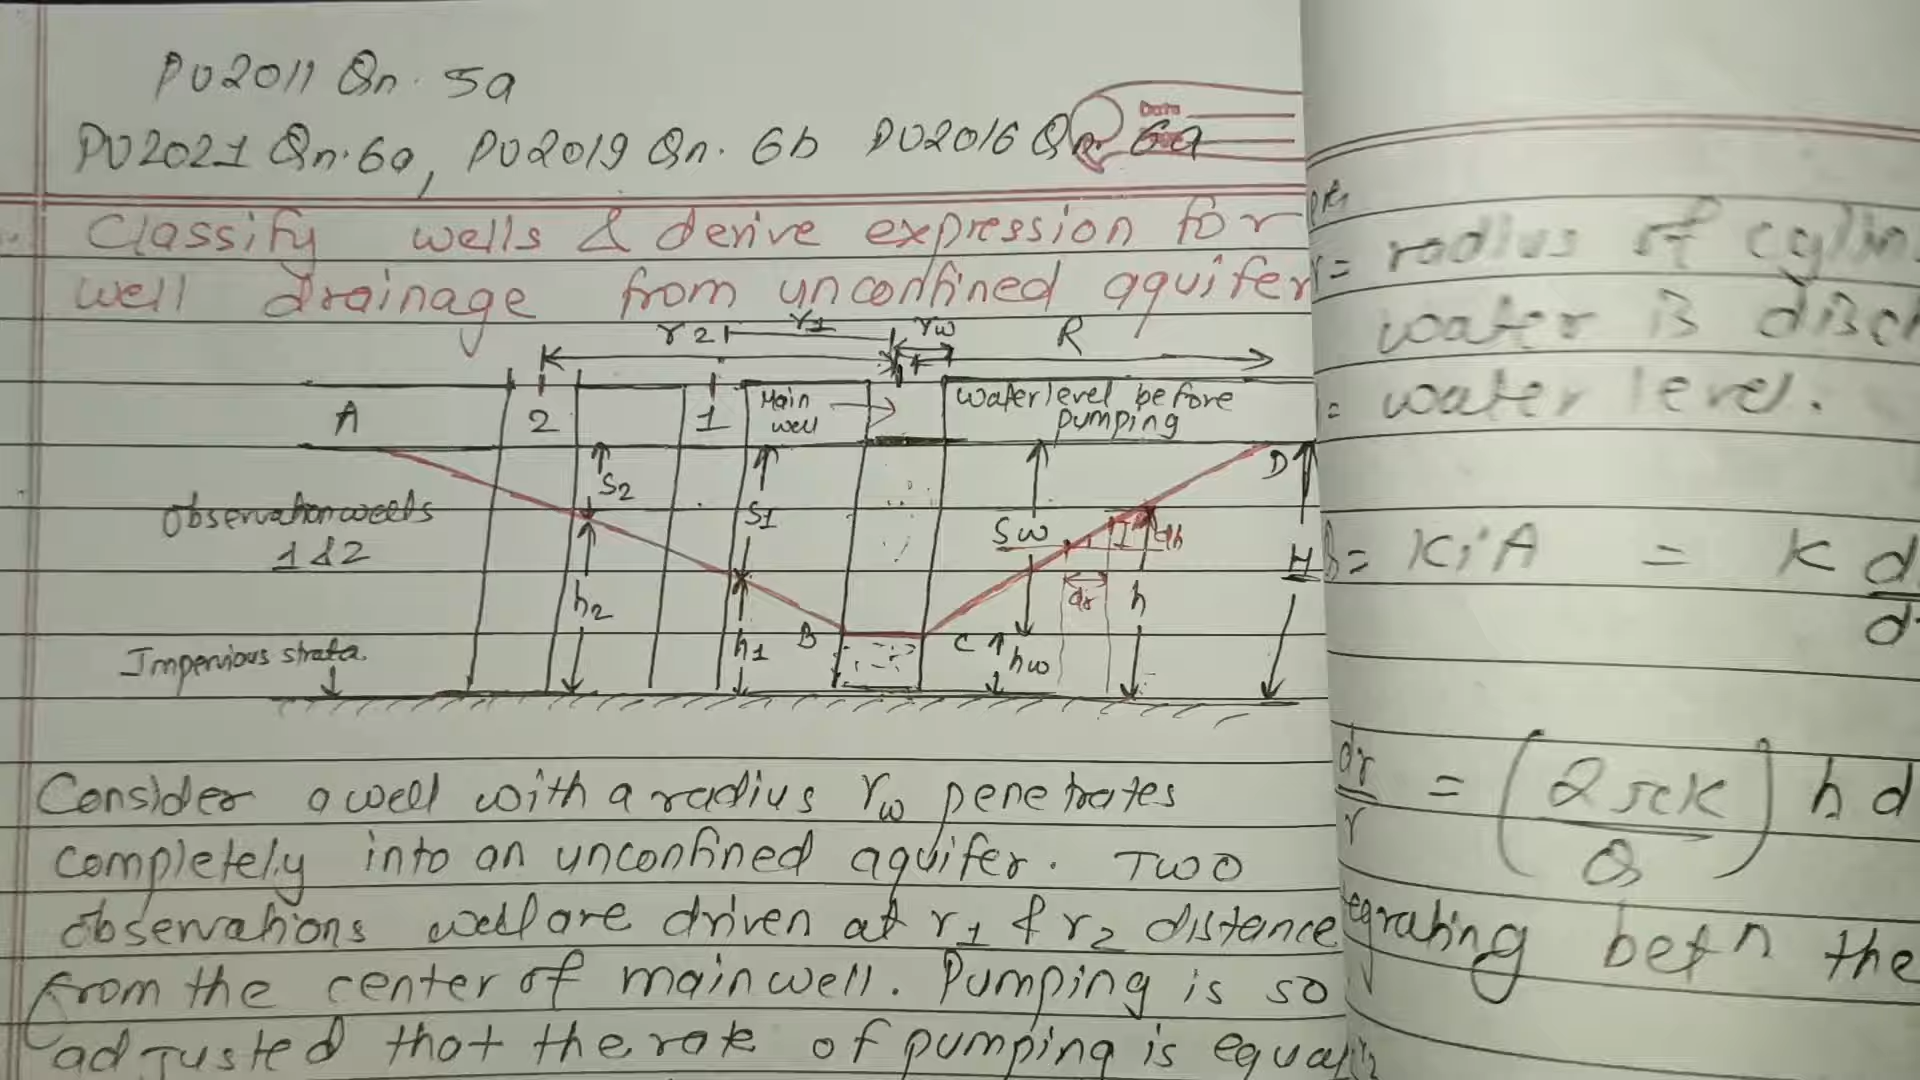 PU2011 Qn. 5a
PU2021 Qn. 6a, PU2019 Qn. 6b PU2016 Qn. 6a
Date
Classify wells & derive expression for
well drainage from unconfined aquifer
r2 r1 rw R
A 2 1 Main well
Water level before pumping
D
S2 S1 Sw dh
Observation wells
1 & 2
h2 dr h H
h1 B C hw
Impervious strata.
Consider a well with a radius rw penetrates
completely into an unconfined aquifer. Two
observations well are driven at r1 & r2 distance
from the center of main well. Pumping is so
adjusted that the rate of pumping is equal
r = radius of cylin
water is disch
= water level.
= KiA = K d
dr/r = (2πK/Q) h d
egrating betn the